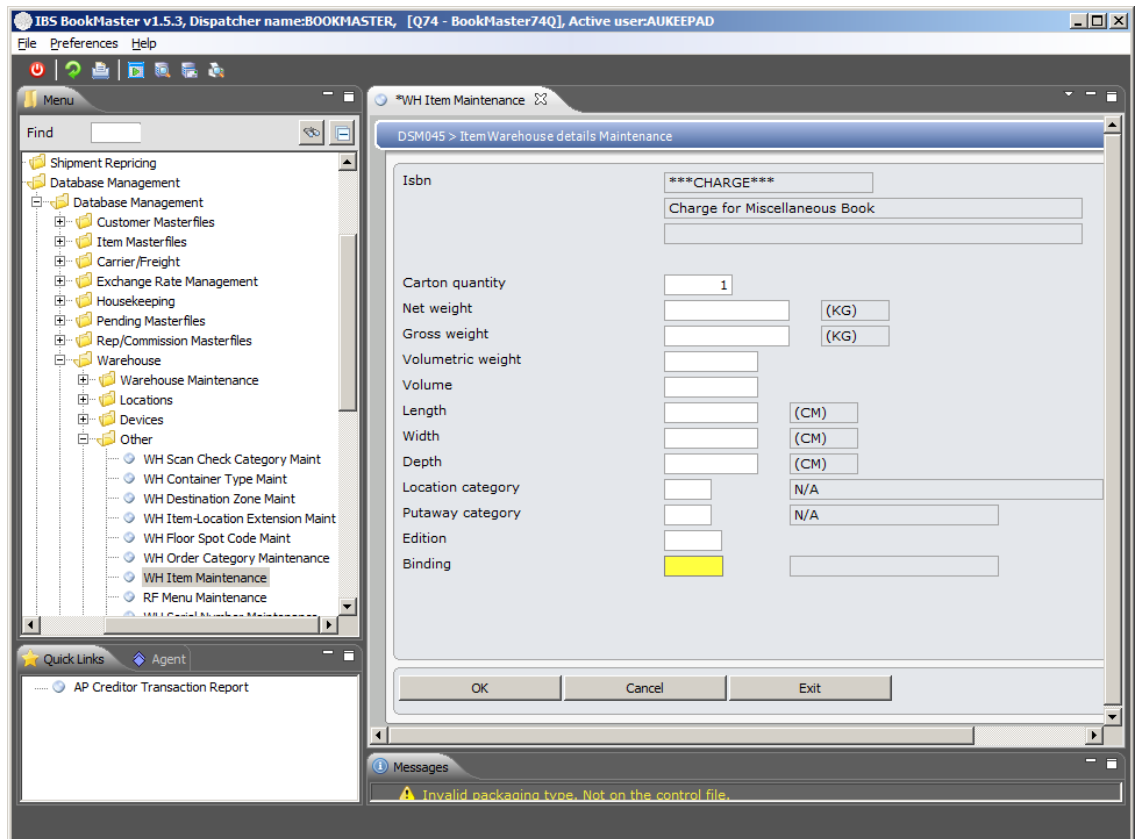 IBS BookMaster v1.5.3, Dispatcher name:BOOKMASTER, [Q74 - BookMaster74Q], Active user:AUKEEPAD
File Preferences Help
Menu
Find
Shipment Repricing
Database Management
Database Management
Customer Masterfiles
Item Masterfiles
Carrier/Freight
Exchange Rate Management
Housekeeping
Pending Masterfiles
Rep/Commission Masterfiles
Warehouse
Warehouse Maintenance
Locations
Devices
Other
WH Scan Check Category Maint
WH Container Type Maint
WH Destination Zone Maint
WH Item-Location Extension Maint
WH Floor Spot Code Maint
WH Order Category Maintenance
WH Item Maintenance
RF Menu Maintenance
WH Serial Number Maintenance
Quick Links Agent
AP Creditor Transaction Report
*WH Item Maintenance
DSM045 > ItemWarehouse details Maintenance
Isbn ***CHARGE***
Charge for Miscellaneous Book
Carton quantity 1
Net weight (KG)
Gross weight (KG)
Volumetric weight
Volume
Length (CM)
Width (CM)
Depth (CM)
Location category N/A
Putaway category N/A
Edition
Binding
OK Cancel Exit
Messages
Invalid packaging type. Not on the control file.